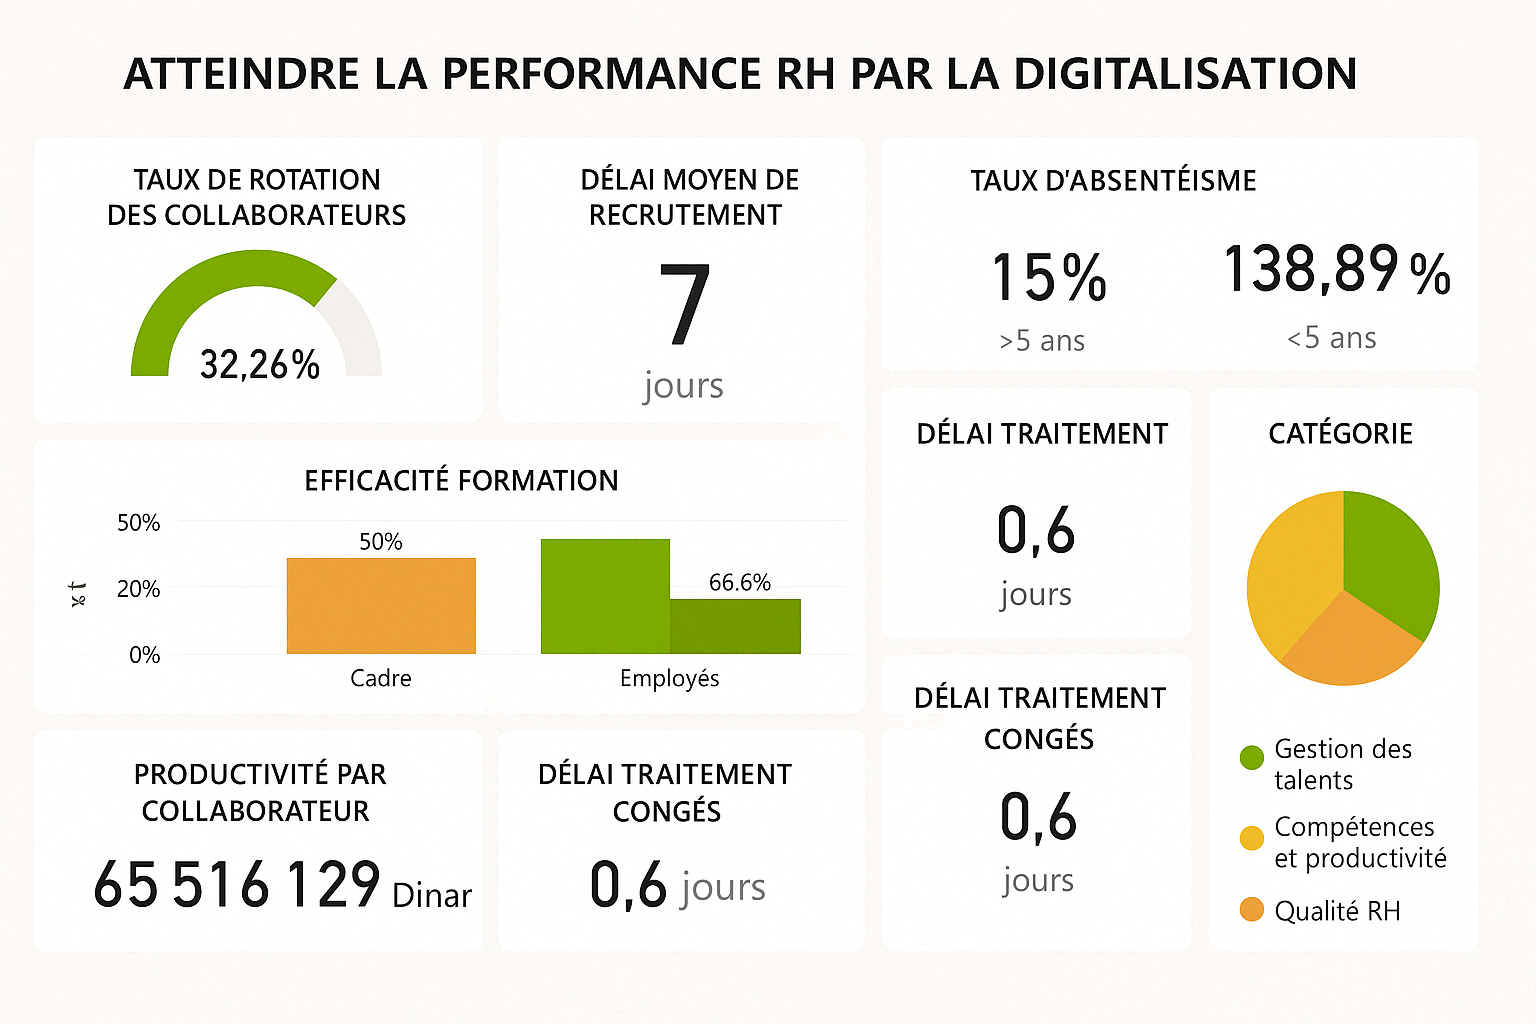 ATTEINDRE LA PERFORMANCE RH PAR LA DIGITALISATION
TAUX DE ROTATION
DES COLLABORATEURS
32,26%
DÉLAI MOYEN DE
RECRUTEMENT
7
jours
TAUX D'ABSENTÉISME
15%
>5 ans
138,89 %
<5 ans
EFFICACITÉ FORMATION
50%
20%
0%
50%
66.6%
Cadre
Employés
DÉLAI TRAITEMENT
0,6
jours
CATÉGORIE
Gestion des
talents
Compétences
et productivité
Qualité RH
DÉLAI TRAITEMENT
CONGÉS
0,6
jours
PRODUCTIVITÉ PAR
COLLABORATEUR
65 516 129 Dinar
DÉLAI TRAITEMENT
CONGÉS
0,6 jours